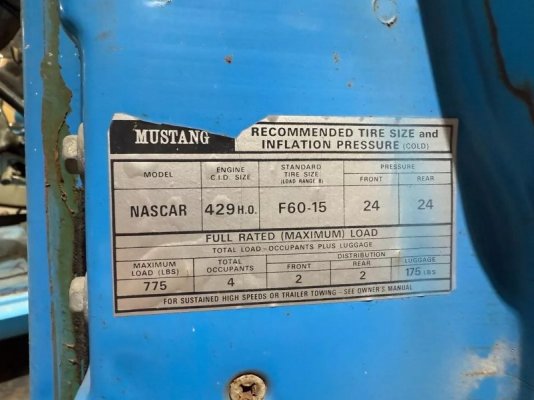 MUSTANG
RECOMMENDED TIRE SIZE and
INFLATION PRESSURE (COLD)
MODEL
ENGINE
C.I.D. SIZE
STANDARD
TIRE SIZE
(LOAD RANGE B)
PRESSURE
FRONT
REAR
NASCAR 429 H.O. F60-15 24 24
FULL RATED (MAXIMUM) LOAD
TOTAL LOAD-OCCUPANTS PLUS LUGGAGE
MAXIMUM
LOAD (LBS)
TOTAL
OCCUPANTS
DISTRIBUTION
FRONT
REAR
LUGGAGE
775 4 2 2 175 LBS
FOR SUSTAINED HIGH SPEEDS OR TRAILER TOWING - SEE OWNER'S MANUAL